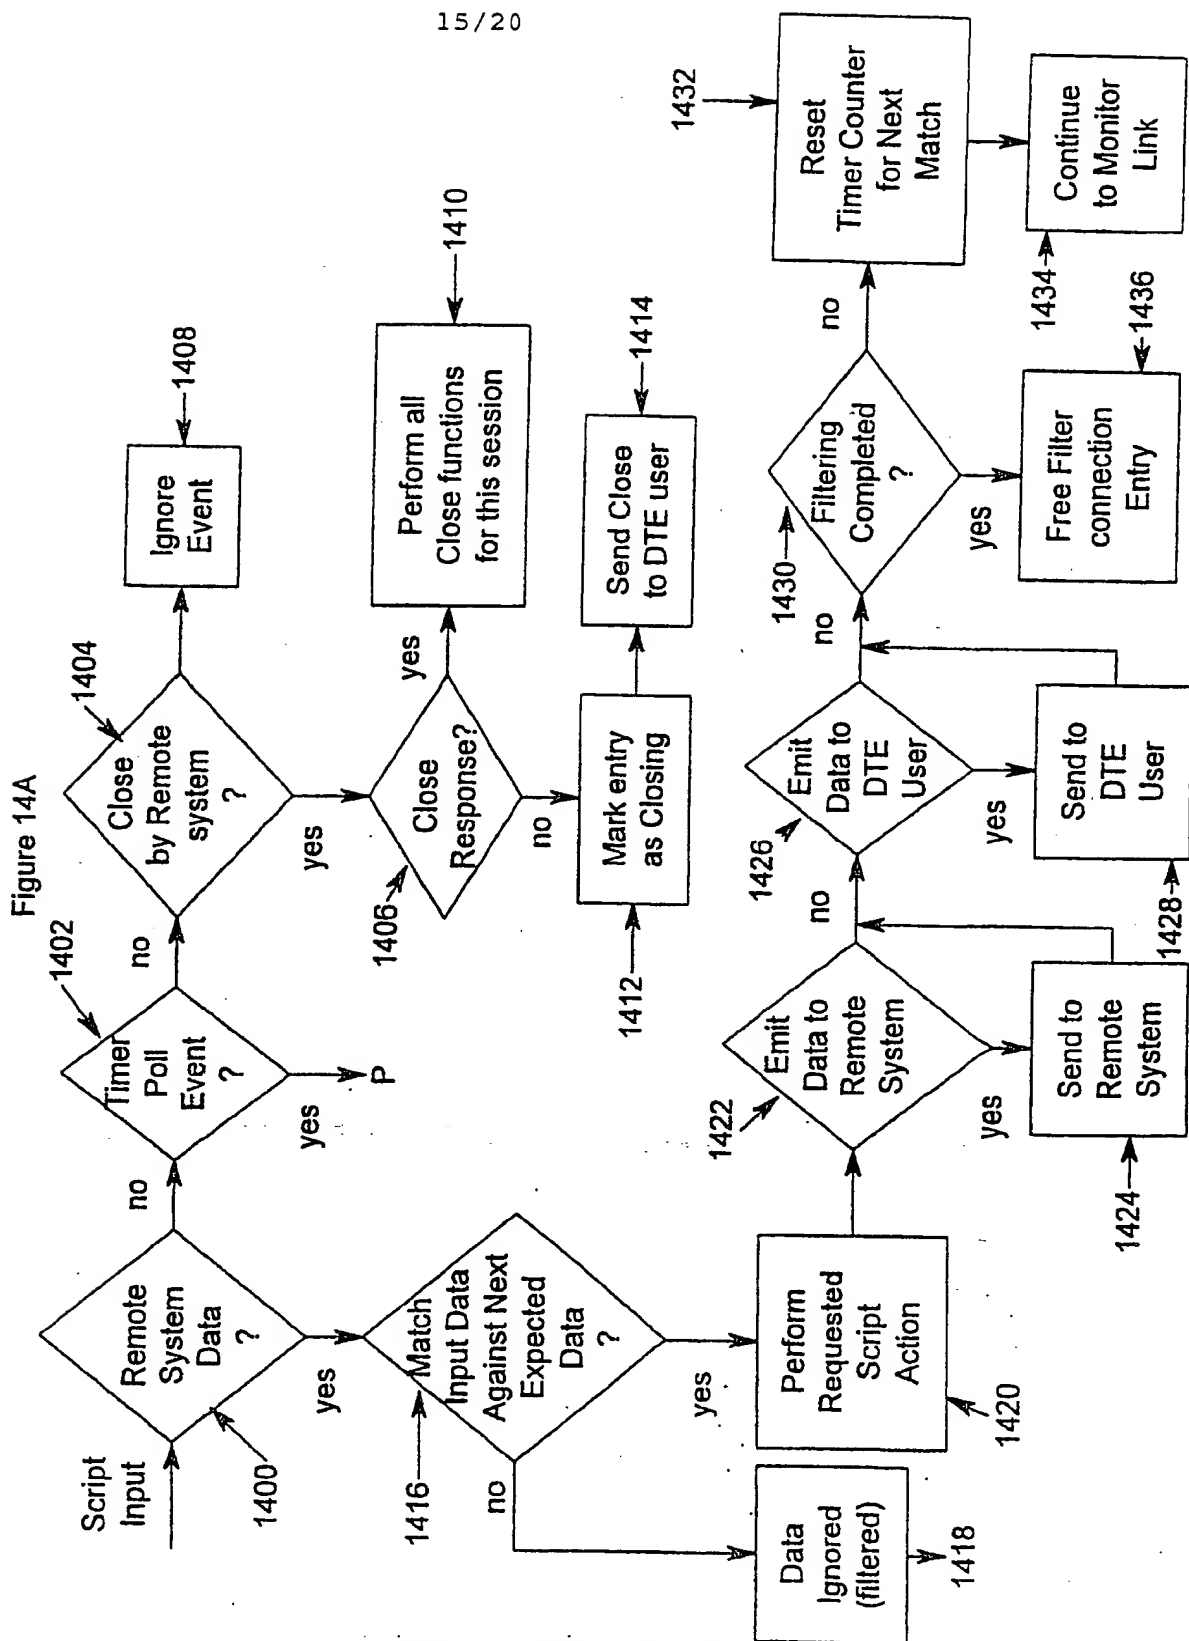 15/20
Figure 14A
Script
Input
1400
Remote
System
Data
?
no
yes
1402
Timer
Poll
Event
?
no
yes
P
1404
Close
by Remote
system
?
yes
1408
Ignore
Event
1406
Close
Response?
yes
no
1410
Perform all
Close functions
for this session
1412
Mark entry
as Closing
1414
Send Close
to DTE user
1416
Match
Input Data
Against Next
Expected
Data
?
no
yes
Data
Ignored
(filtered)
1418
Perform
Requested
Script
Action
1420
1422
Emit
Data to
Remote
System
no
yes
Send to
Remote
System
1424
1426
Emit
Data to
DTE
User
no
yes
Send to
DTE
User
1428
1430
Filtering
Completed
?
no
yes
1432
Reset
Timer Counter
for Next
Match
1434
Continue
to Monitor
Link
Free Filter
connection
Entry
1436